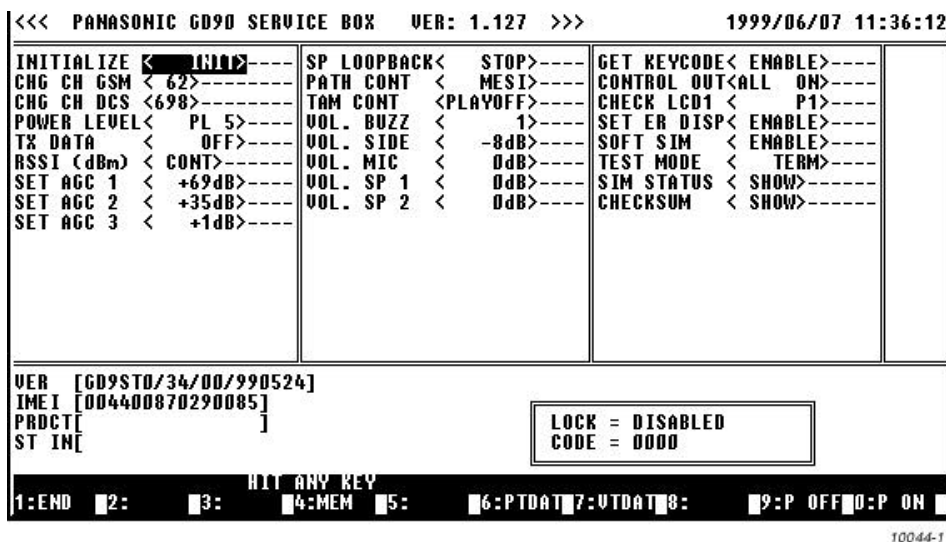 <<< PANASONIC GD90 SERVICE BOX VER: 1.127 >>> 1999/06/07 11:36:12
INITIALIZE < INIT>---- SP LOOPBACK< STOP>---- GET KEYCODE< ENABLE>----
CHG CH GSM < 62>--------- PATH CONT < MESI>---- CONTROL OUT<ALL ON>----
CHG CH DCS <698>--------- TAM CONT <PLAYOFF>---- CHECK LCD1 < P1>----
POWER LEVEL< PL 5>---- VOL. BUZZ < 1>---- SET ER DISP< ENABLE>----
TX DATA < OFF>---- VOL. SIDE < -8dB>---- SOFT SIM < ENABLE>----
RSSI (dBm) < CONT>------- VOL. MIC < 0dB>---- TEST MODE < TERM>----
SET AGC 1 < +69dB>---- VOL. SP 1 < 0dB>---- SIM STATUS < SHOW>-------
SET AGC 2 < +35dB>---- VOL. SP 2 < 0dB>---- CHECKSUM < SHOW>-------
SET AGC 3 < +1dB>----
VER [GD9ST0/34/00/990524]
IMEI [004400870290085]
PRDCT[ ]
ST IN[
LOCK = DISABLED
CODE = 0000
HIT ANY KEY
1:END 2: 3: 4:MEM 5: 6:PTDAT 7:VTDAT 8: 9:P OFF 0:P ON
10044-1